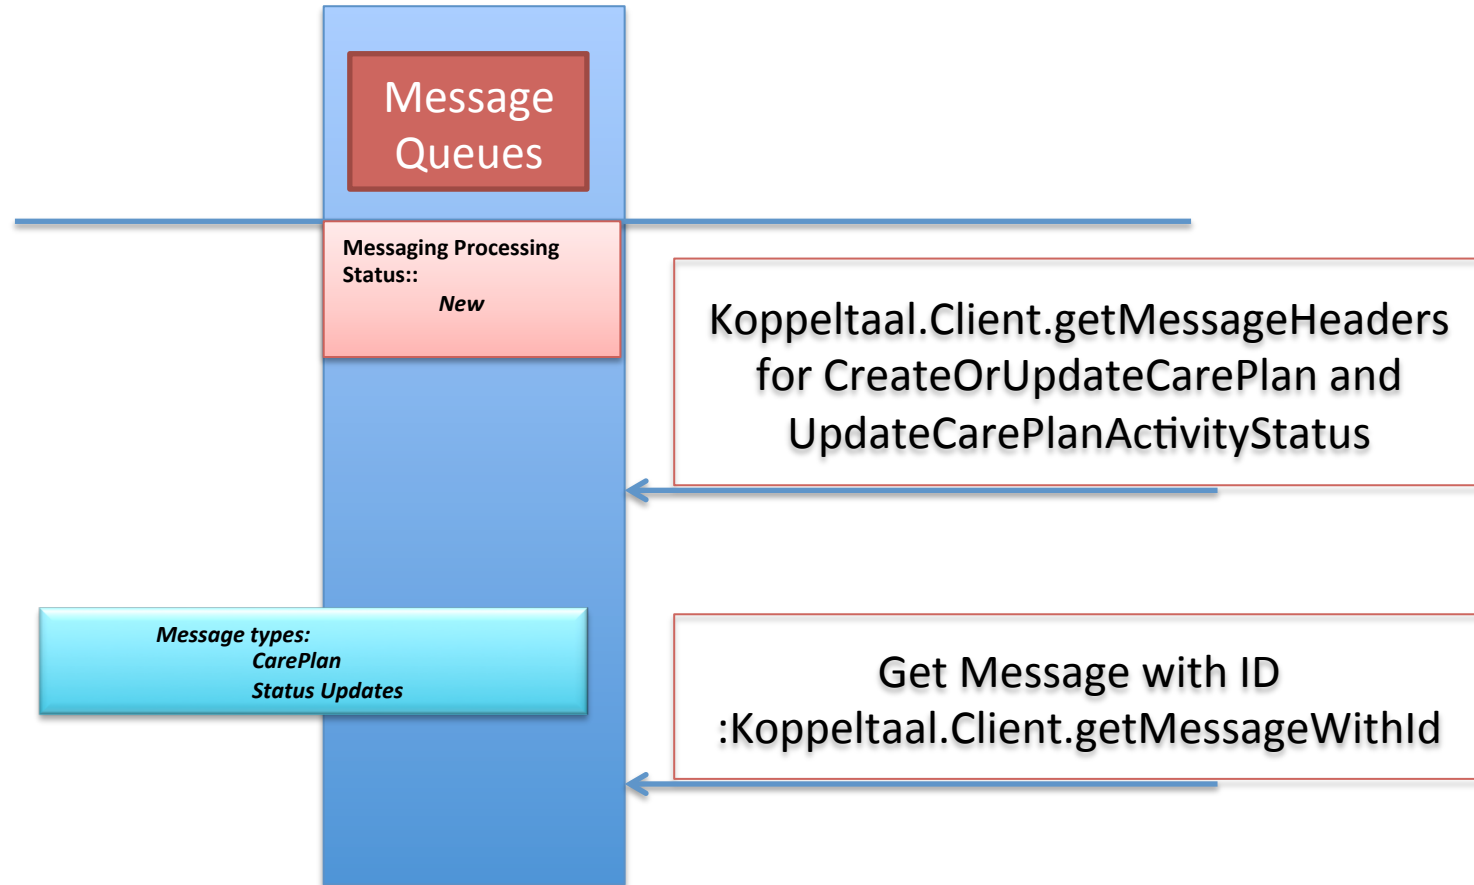 Message
Queues
Messaging Processing
Status::
New
Koppeltaal.Client.getMessageHeaders
for CreateOrUpdateCarePlan and
UpdateCarePlanActivityStatus
Message types:
CarePlan
Status Updates
Get Message with ID
:Koppeltaal.Client.getMessageWithId